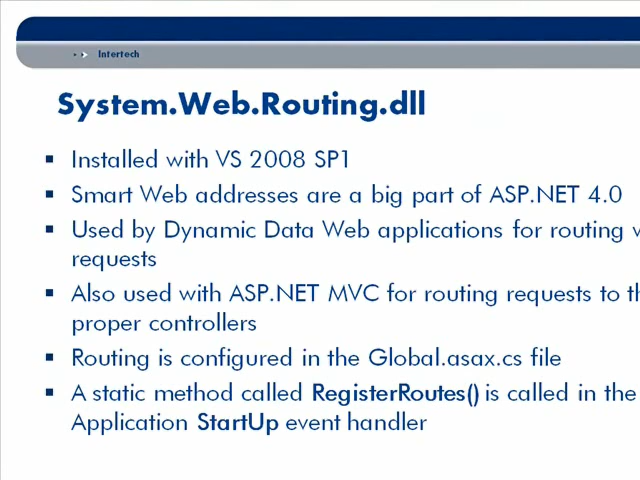 Intertech
System.Web.Routing.dll
Installed with VS 2008 SP1
Smart Web addresses are a big part of ASP.NET 4.0
Used by Dynamic Data Web applications for routing
requests
Also used with ASP.NET MVC for routing requests to
proper controllers
Routing is configured in the Global.asax.cs file
A static method called RegisterRoutes() is called in the
Application StartUp event handler